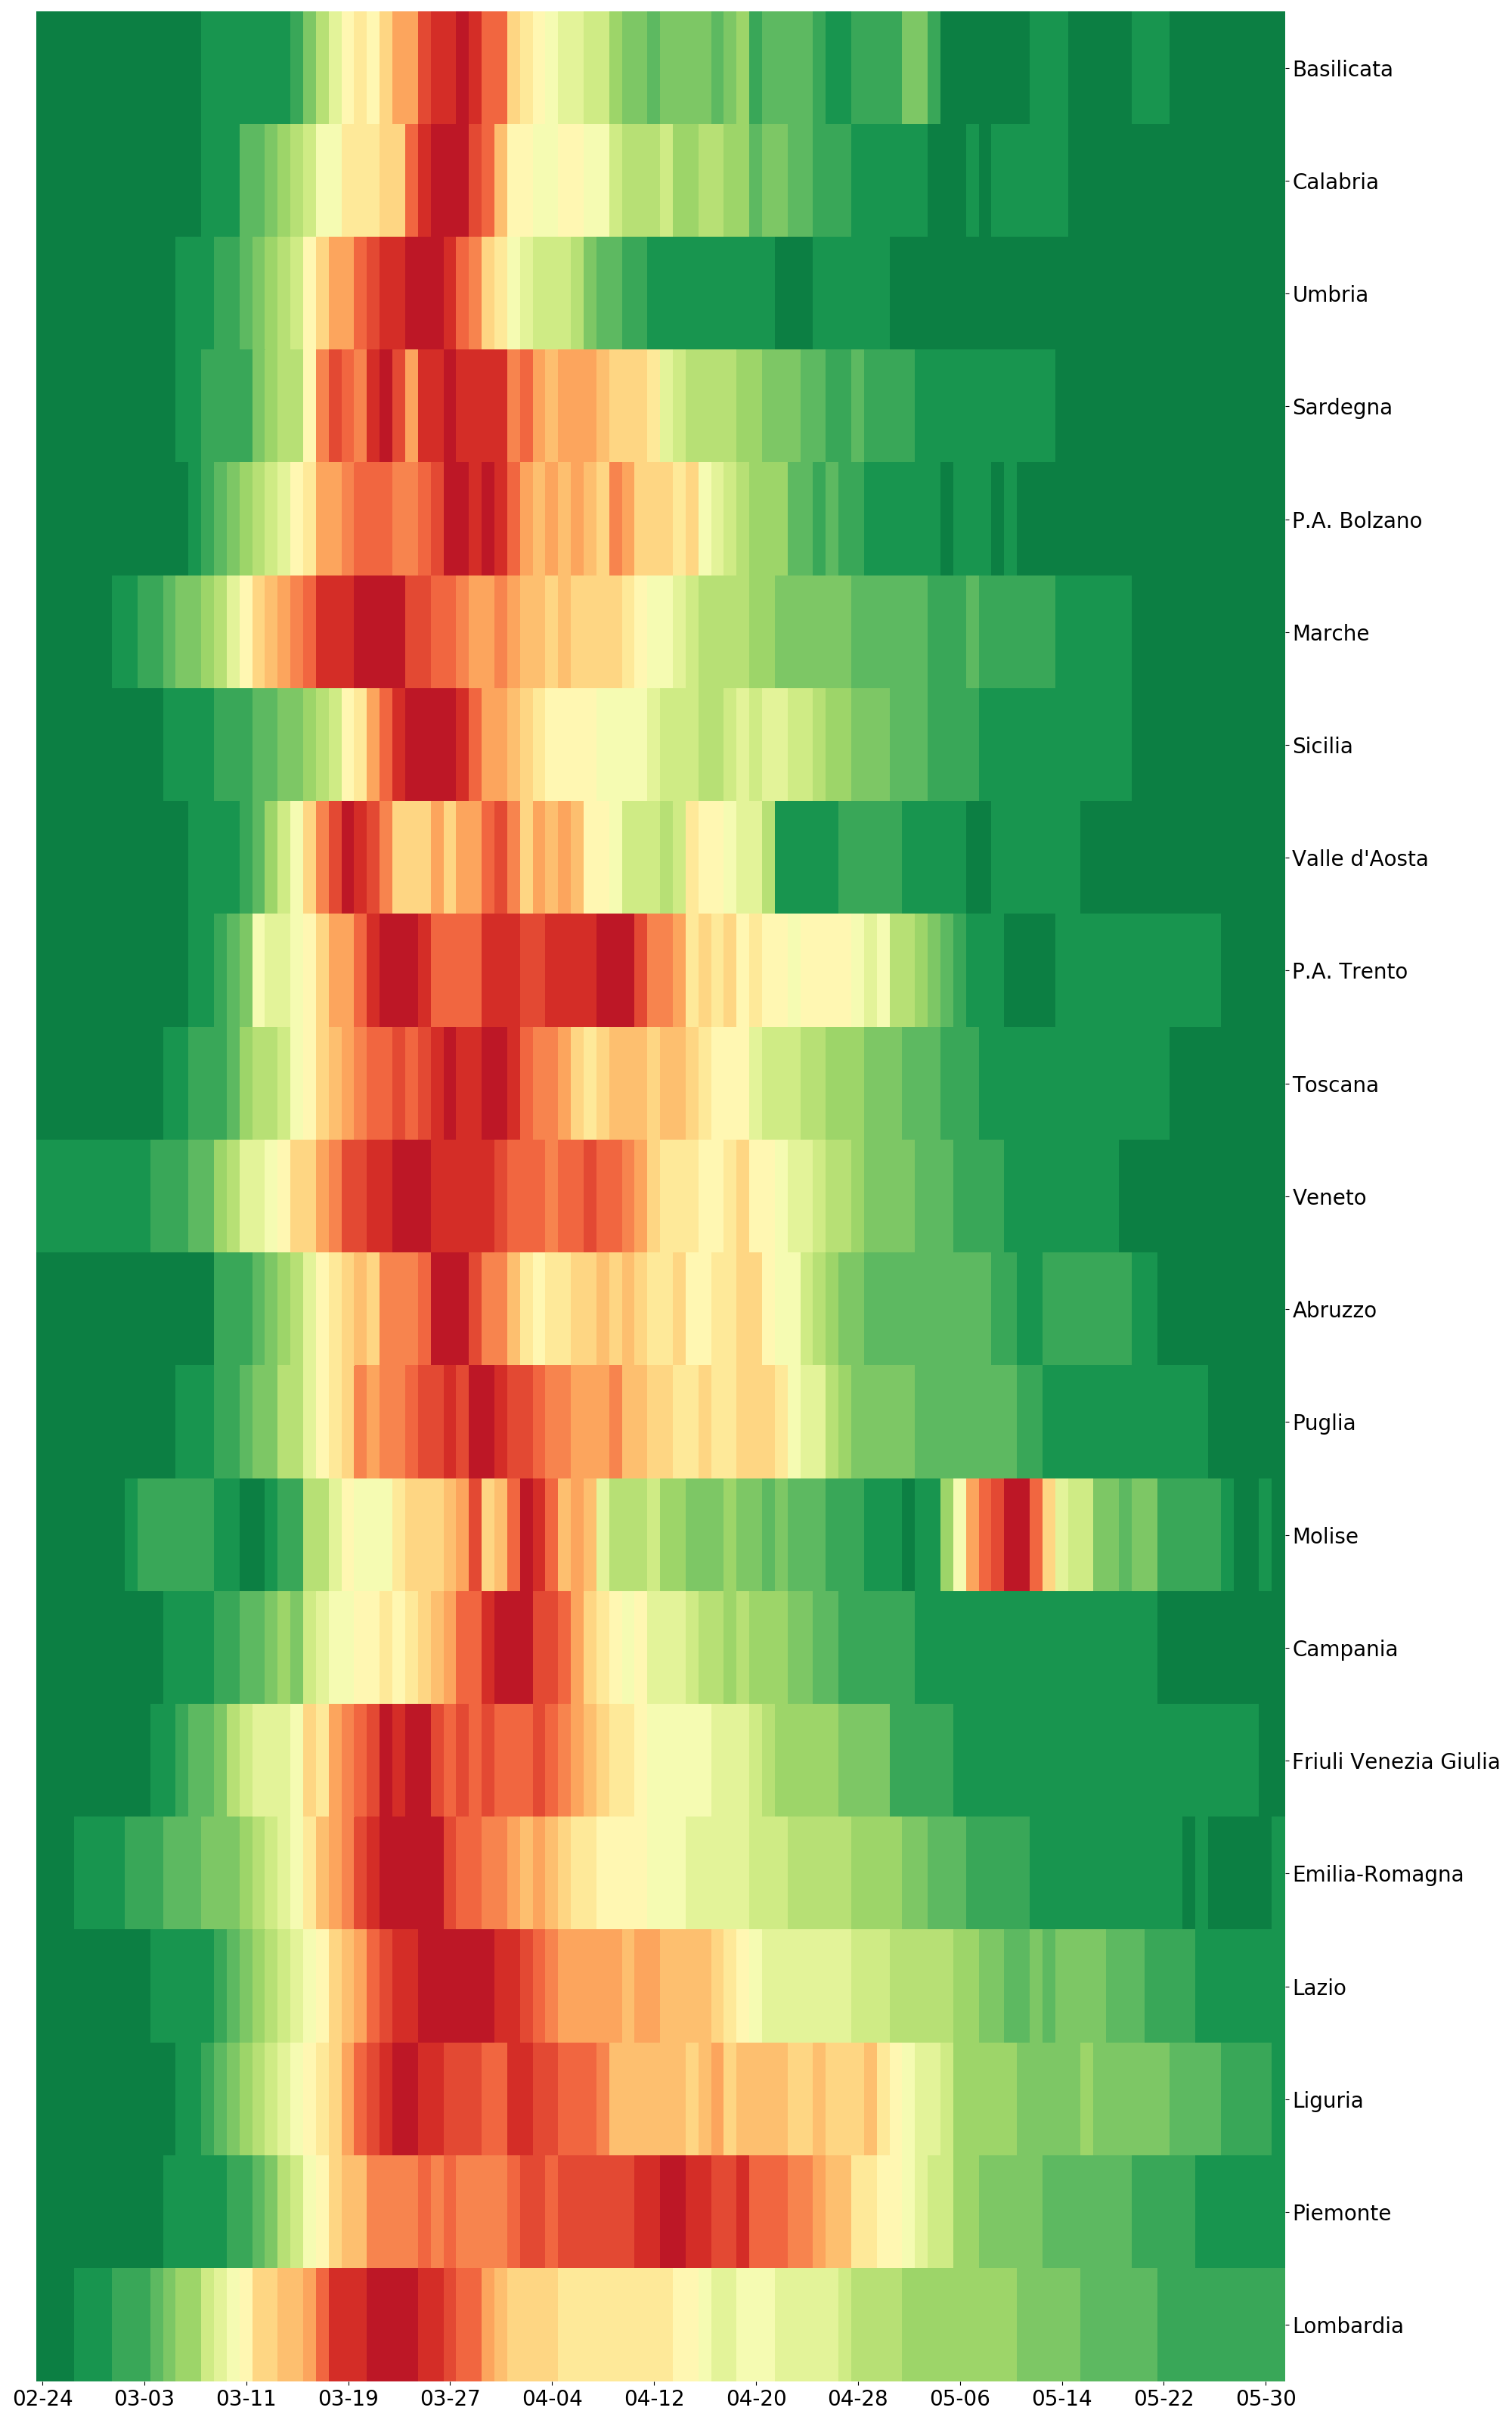 Basilicata
Calabria
Umbria
Sardegna
P.A. Bolzano
Marche
Sicilia
Valle d'Aosta
P.A. Trento
Toscana
Veneto
Abruzzo
Puglia
Molise
Campania
Friuli Venezia Giulia
Emilia-Romagna
Lazio
Liguria
Piemonte
Lombardia
02-24 03-03 03-11 03-19 03-27 04-04 04-12 04-20 04-28 05-06 05-14 05-22 05-30